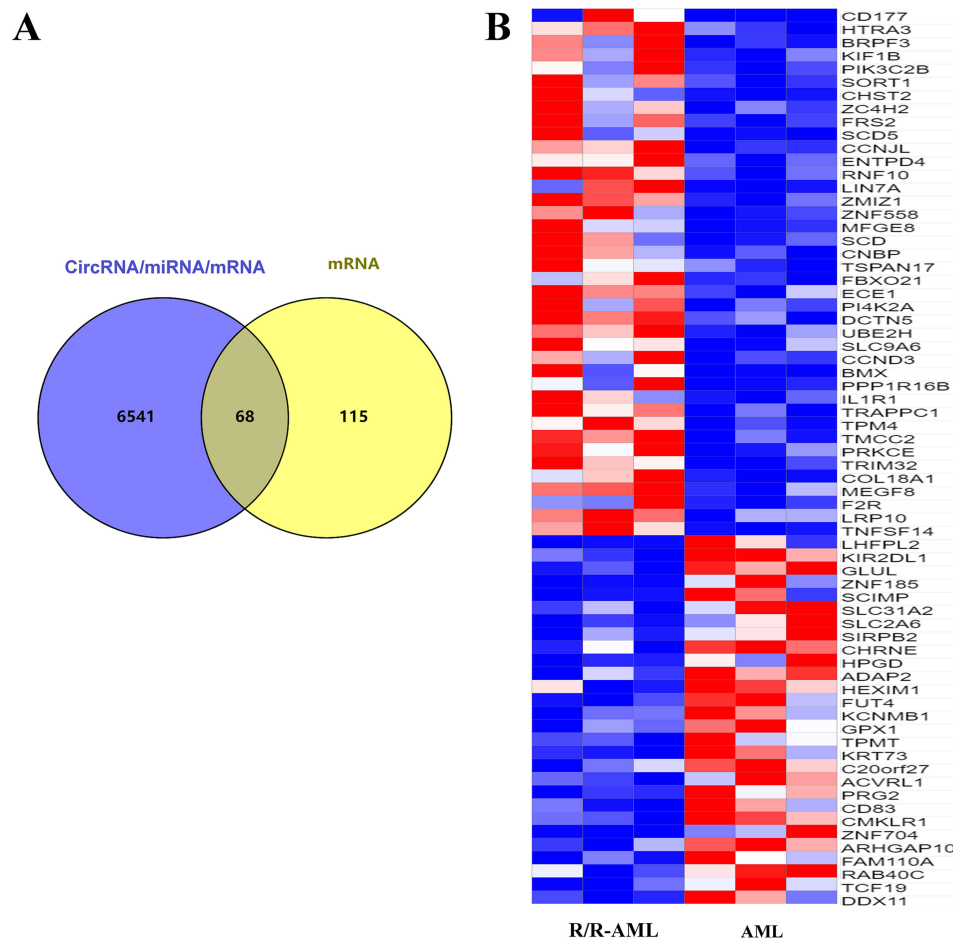 A
B
CircRNA/miRNA/mRNA
mRNA
6541
68
115
CD177
HTRA3
BRPF3
KIF1B
PIK3C2B
SORT1
CHST2
ZC4H2
FRS2
SCD5
CCNJL
ENTPD4
RNF10
LIN7A
ZMIZ1
ZNF558
MFGE8
SCD
CNBP
TSPAN17
FBXO21
ECE1
PI4K2A
DCTN5
UBE2H
SLC9A6
CCND3
BMX
PPP1R16B
IL1R1
TRAPPC1
TPM4
TMCC2
PRKCE
TRIM32
COL18A1
MEGF8
F2R
LRP10
TNFSF14
LHFPL2
KIR2DL1
GLUL
ZNF185
SCIMP
SLC31A2
SLC2A6
SIRPB2
CHRNE
HPGD
ADAP2
HEXIM1
FUT4
KCNMB1
GPX1
TPMT
KRT73
C20orf27
ACVRL1
PRG2
CD83
CMKLR1
ZNF704
ARHGAP10
FAM110A
RAB40C
TCF19
DDX11
R/R-AML
AML